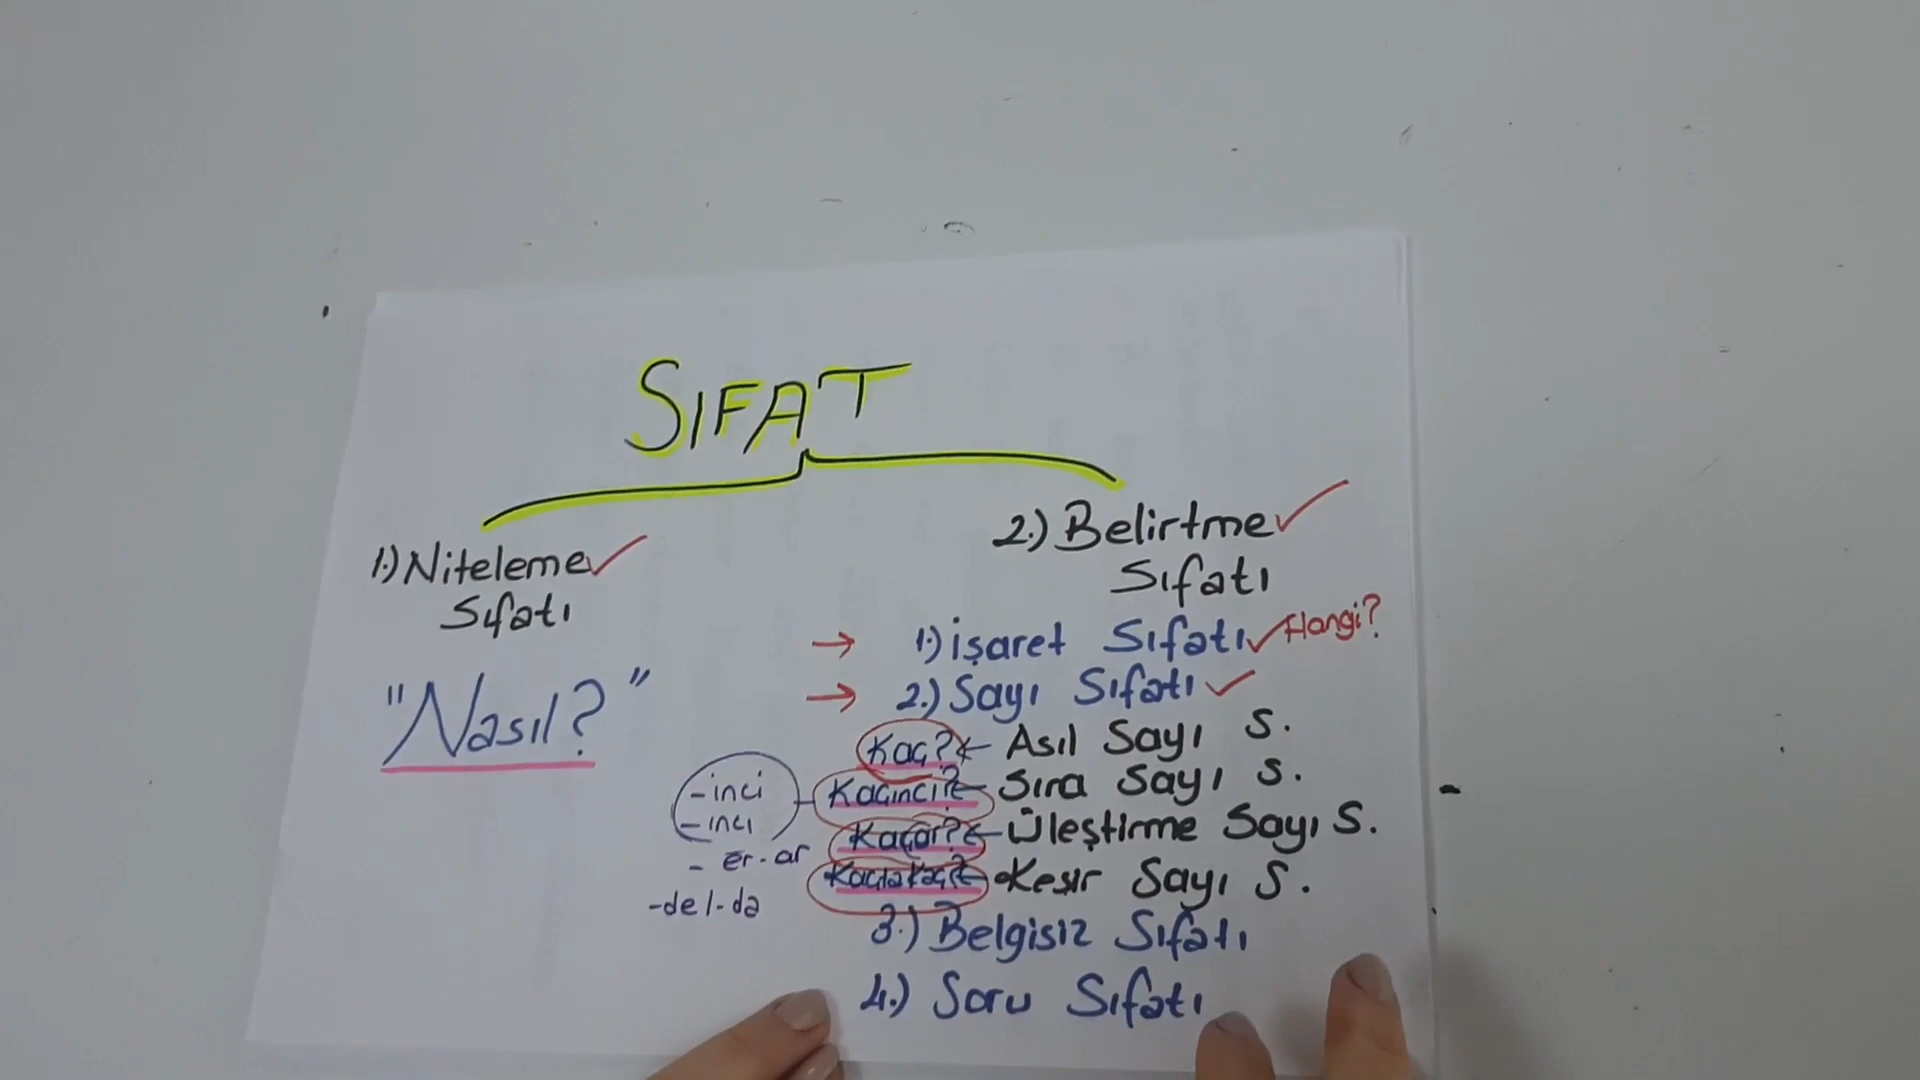 SIFAT
1.) Niteleme
Sıfatı
"Nasıl?"
2.) Belirtme
Sıfatı
→ 1.) işaret Sıfatı Hangi?
→ 2.) Sayı Sıfatı
Kaç? ← Asıl Sayı S.
-inci
-ıncı
Kaçıncı? ← Sıra Sayı S.
- er-ar
Kaçar? ← Üleştirme Sayı S.
-de/-da
Kaçta kaç? ← Kesir Sayı S.
3.) Belgisiz Sıfatı
4.) Soru Sıfatı